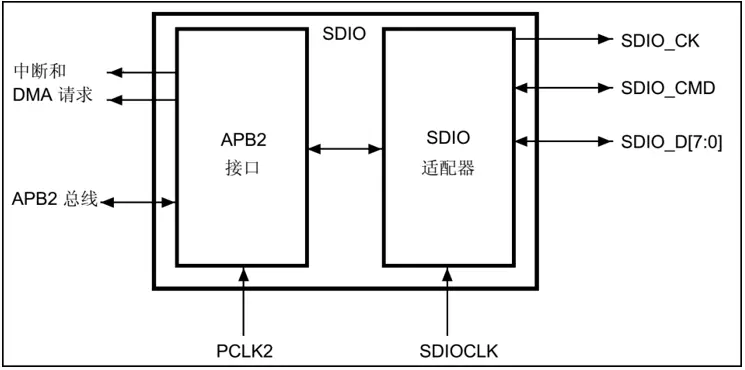 SDIO
中断和
DMA 请求
APB2 总线
APB2
接口
SDIO
适配器
SDIO_CK
SDIO_CMD
SDIO_D[7:0]
PCLK2
SDIOCLK